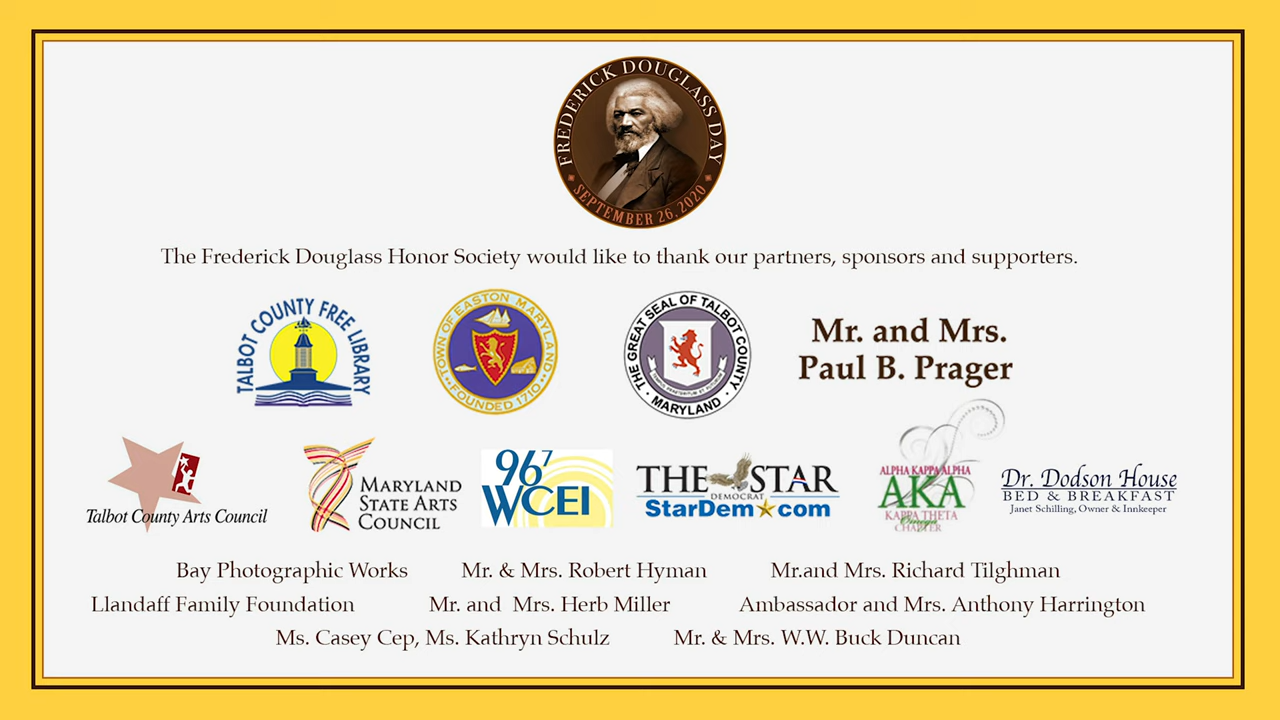 FREDERICK DOUGLASS DAY
SEPTEMBER 26, 2020
The Frederick Douglass Honor Society would like to thank our partners, sponsors and supporters.
TALBOT COUNTY FREE LIBRARY
TOWN OF EASTON MARYLAND
FOUNDED 1710
THE GREAT SEAL OF TALBOT COUNTY
MARYLAND
Mr. and Mrs.
Paul B. Prager
Talbot County Arts Council
MARYLAND
STATE ARTS
COUNCIL
967
WCEI
THE STAR
DEMOCRAT
StarDem com
ALPHA KAPPA ALPHA
AKA
KAPPA THETA
Omega
CHAPTER
Dr. Dodson House
BED & BREAKFAST
Janet Schilling, Owner & Innkeeper
Bay Photographic Works Mr. & Mrs. Robert Hyman Mr.and Mrs. Richard Tilghman
Llandaff Family Foundation Mr. and Mrs. Herb Miller Ambassador and Mrs. Anthony Harrington
Ms. Casey Cep, Ms. Kathryn Schulz Mr. & Mrs. W.W. Buck Duncan